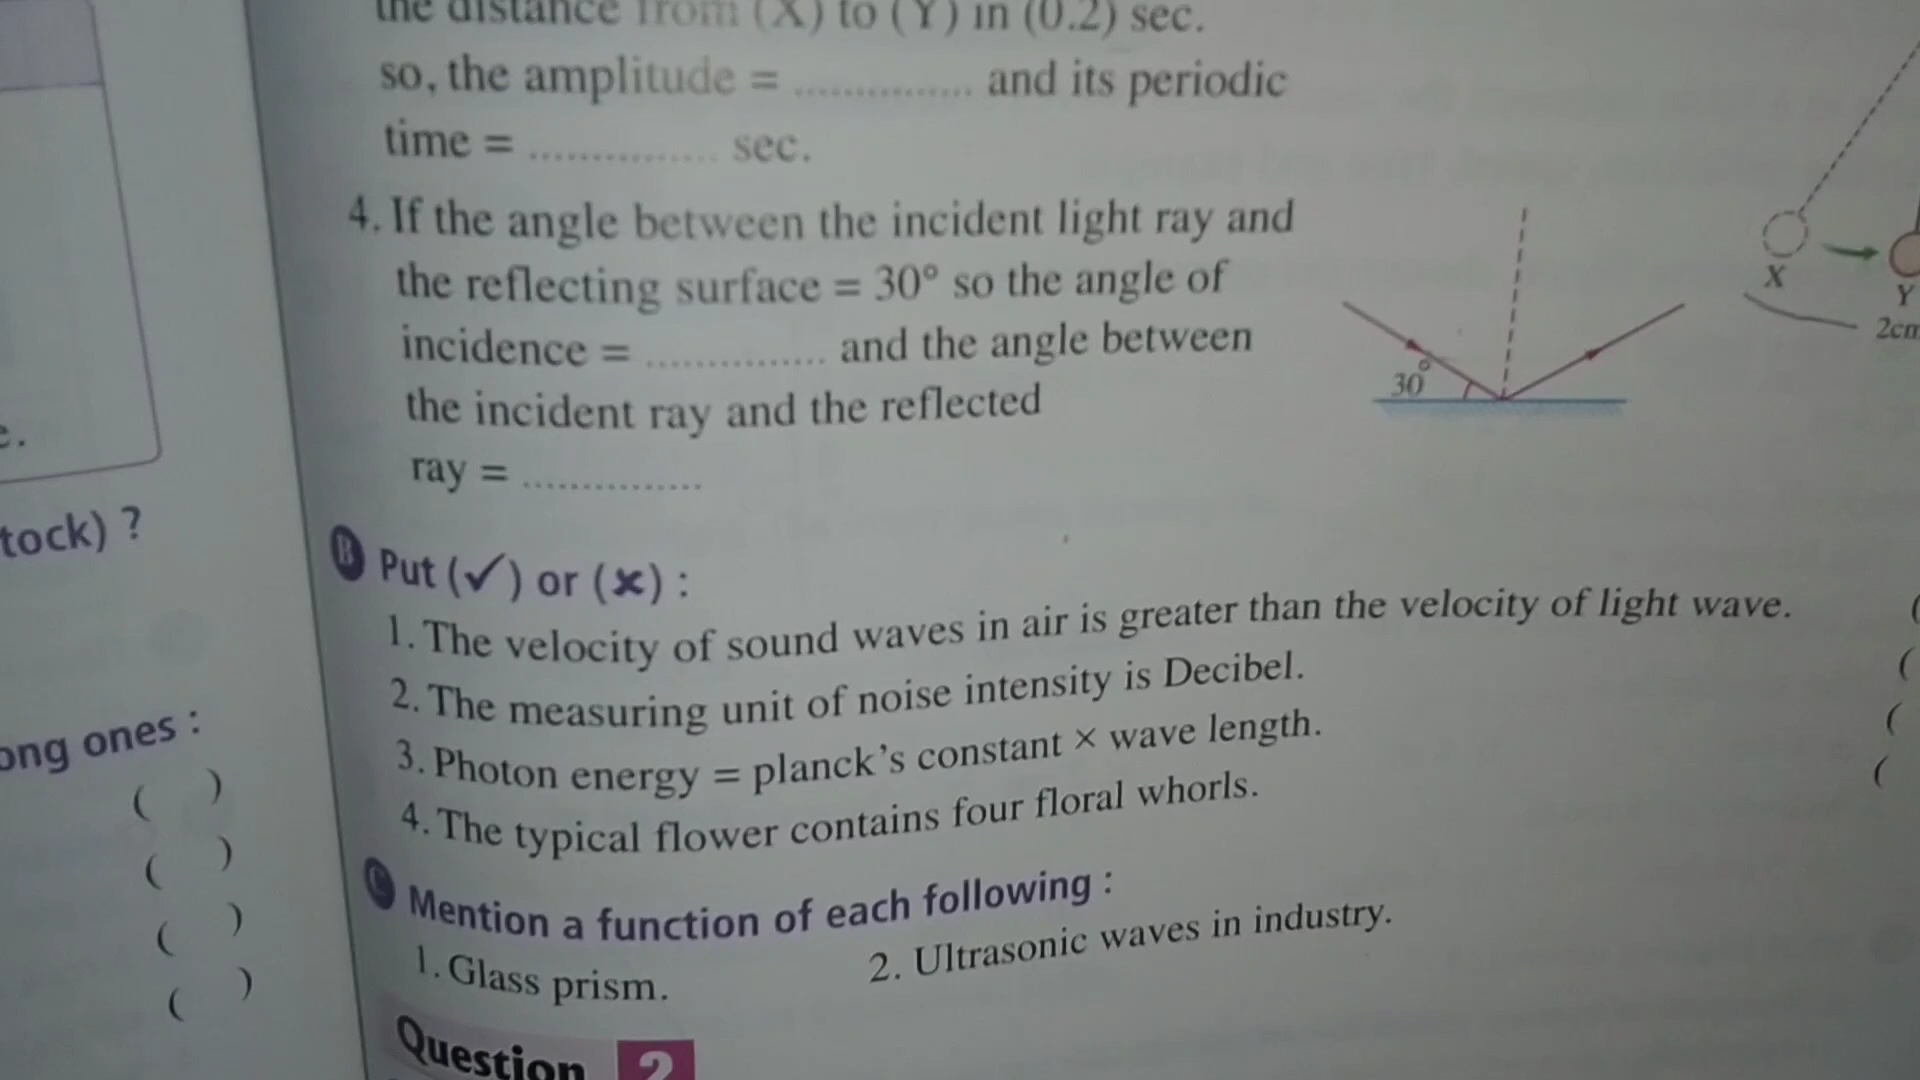 e.
tock) ?
ong ones :
( )
( )
( )
( )
the distance from (X) to (Y) in (0.2) sec.
so, the amplitude = ............... and its periodic
time = ............... sec.
4. If the angle between the incident light ray and
the reflecting surface = 30° so the angle of
incidence = ............... and the angle between
the incident ray and the reflected
ray = ...............
30°
X
Y
2cm
B Put (✓) or (×) :
1. The velocity of sound waves in air is greater than the velocity of light wave. (
2. The measuring unit of noise intensity is Decibel. (
3. Photon energy = planck's constant × wave length. (
4. The typical flower contains four floral whorls. (
C Mention a function of each following :
1. Glass prism. 2. Ultrasonic waves in industry.
Question 2